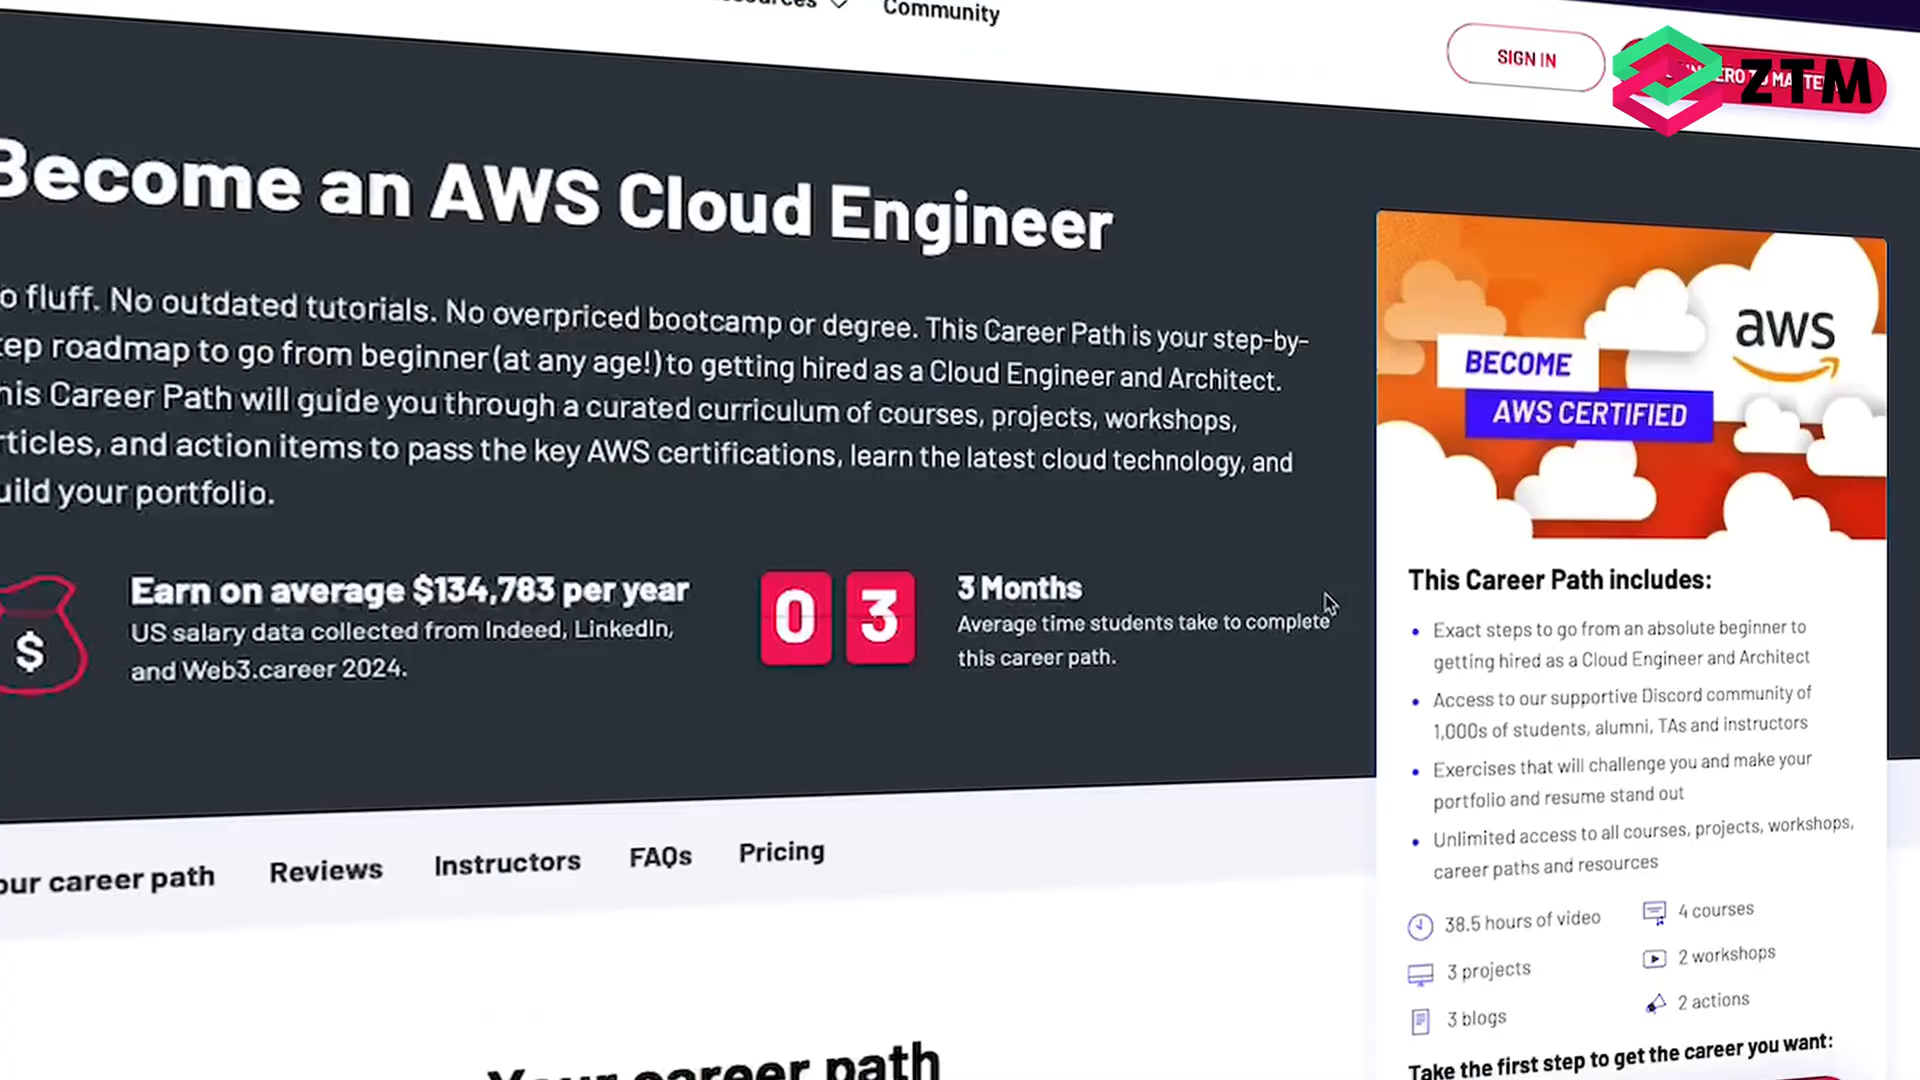 Community
SIGN IN
ZTM
Become an AWS Cloud Engineer
o fluff. No outdated tutorials. No overpriced bootcamp or degree. This Career Path is your step-by-
tep roadmap to go from beginner (at any age!) to getting hired as a Cloud Engineer and Architect.
his Career Path will guide you through a curated curriculum of courses, projects, workshops,
rticles, and action items to pass the key AWS certifications, learn the latest cloud technology, and
uild your portfolio.
$
Earn on average $134,783 per year
US salary data collected from Indeed, LinkedIn,
and Web3.career 2024.
03
3 Months
Average time students take to complete
this career path.
aws
BECOME
AWS CERTIFIED
This Career Path includes:
• Exact steps to go from an absolute beginner to
getting hired as a Cloud Engineer and Architect
• Access to our supportive Discord community of
1,000s of students, alumni, TAs and instructors
• Exercises that will challenge you and make your
portfolio and resume stand out
• Unlimited access to all courses, projects, workshops,
career paths and resources
38.5 hours of video
4 courses
3 projects
2 workshops
3 blogs
2 actions
Take the first step to get the career you want:
our career path
Reviews
Instructors
FAQs
Pricing
Your career path